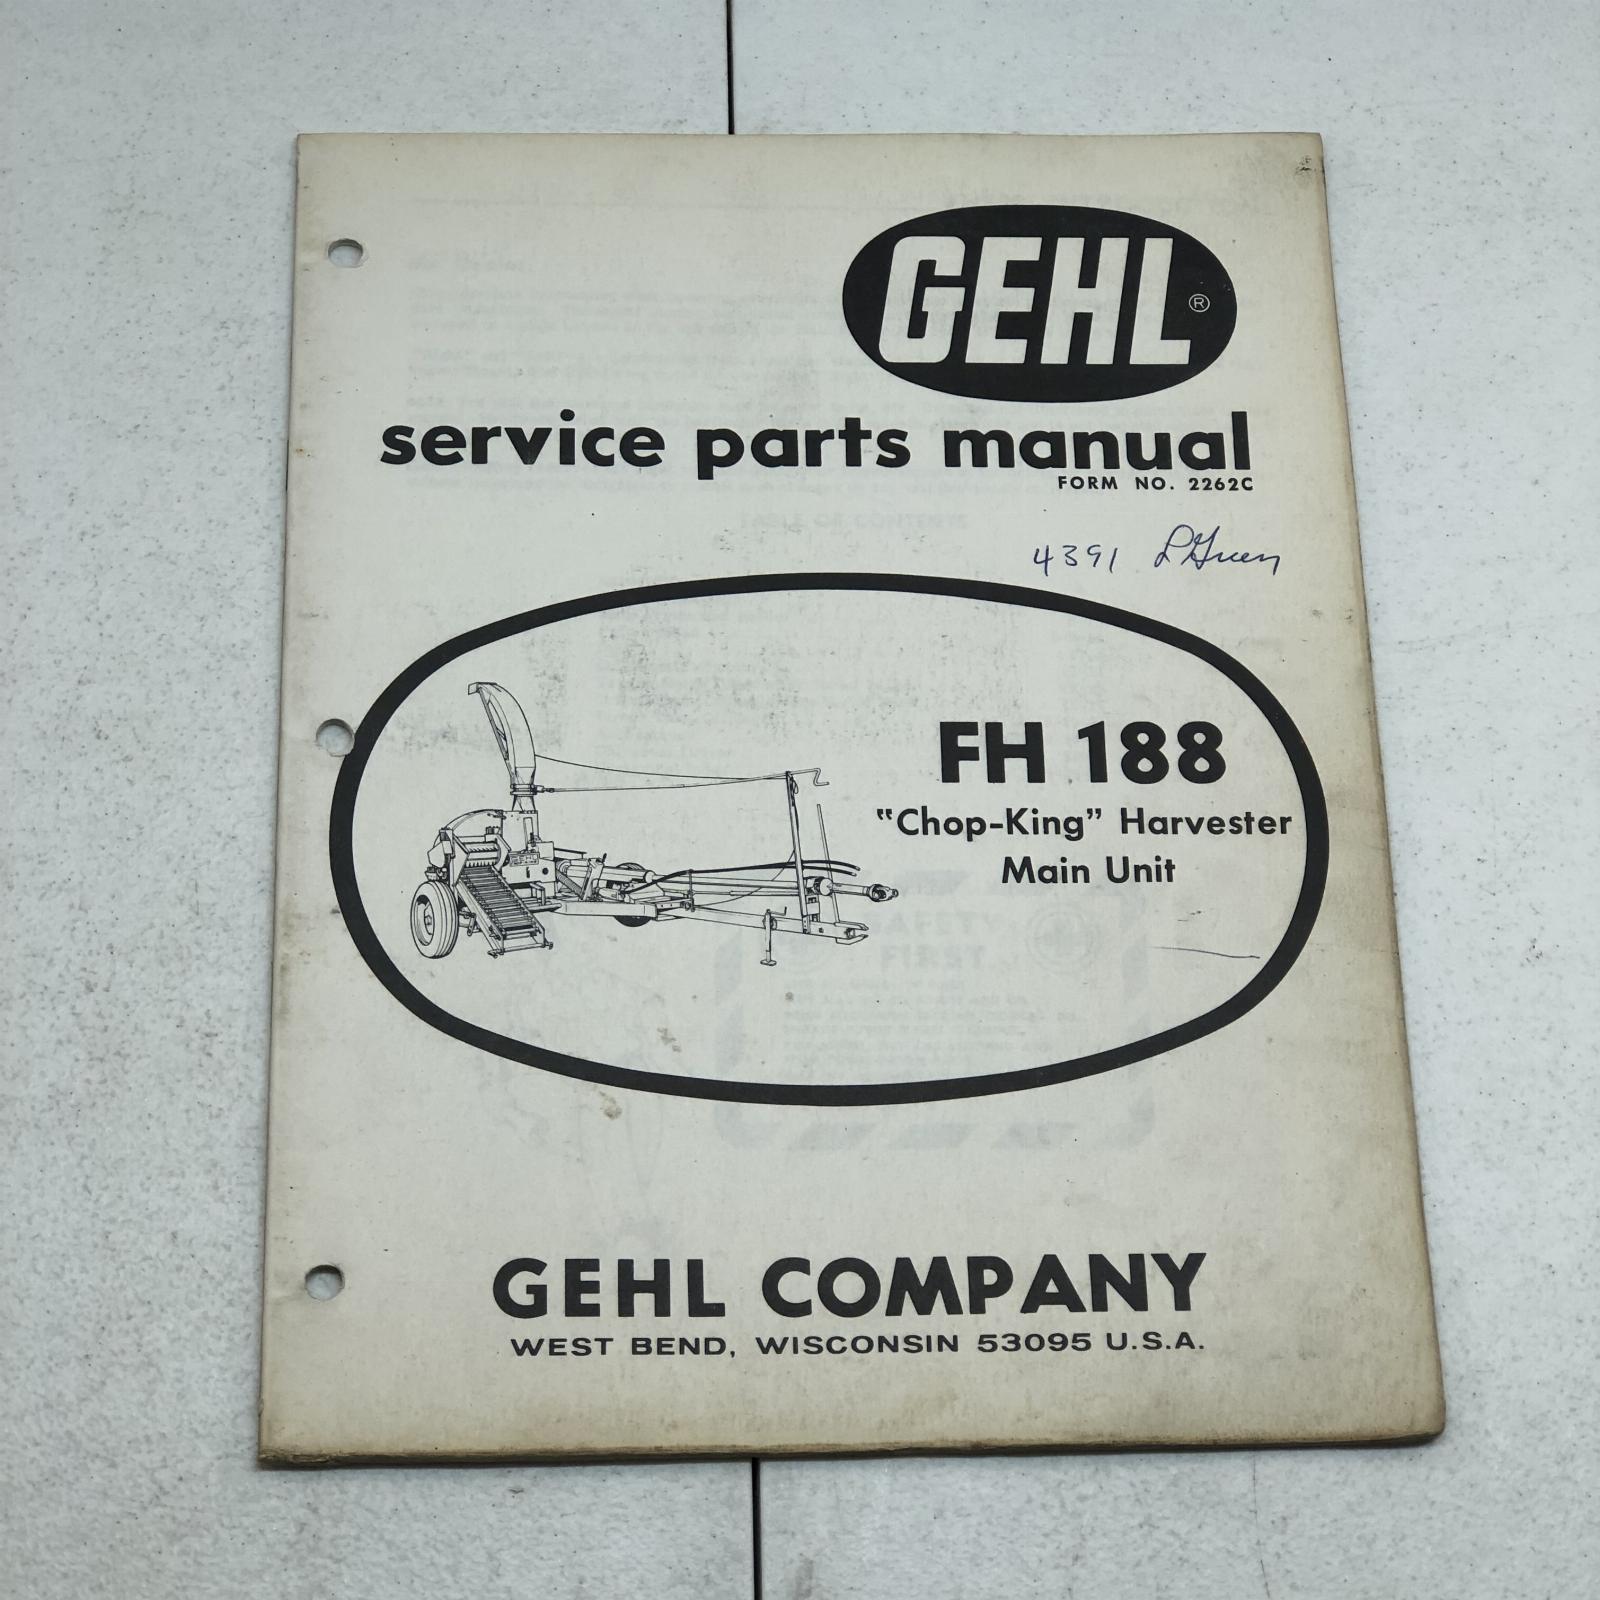 GEHL ®
service parts manual
FORM NO. 2262C
4391 L Green
FH 188
"Chop-King" Harvester
Main Unit
GEHL COMPANY
WEST BEND, WISCONSIN 53095 U.S.A.